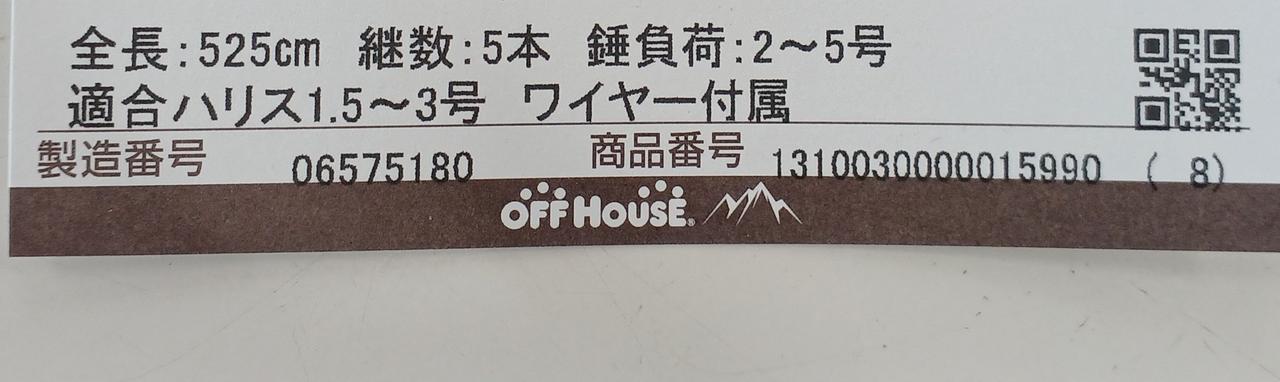 全長:525cm 継数:5本 錘負荷:2～5号
適合ハリス1.5～3号 ワイヤー付属
製造番号 06575180 商品番号 1310030000015990 ( 8)
OFF HOUSE®